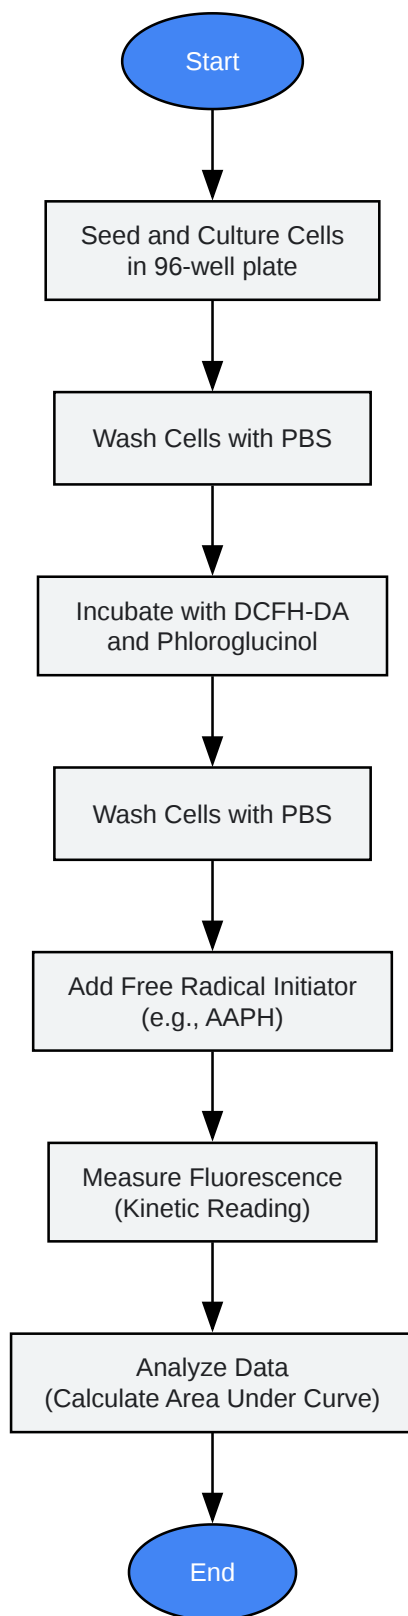 Start
Seed and Culture Cells
in 96-well plate
Wash Cells with PBS
Incubate with DCFH-DA
and Phloroglucinol
Wash Cells with PBS
Add Free Radical Initiator
(e.g., AAPH)
Measure Fluorescence
(Kinetic Reading)
Analyze Data
(Calculate Area Under Curve)
End